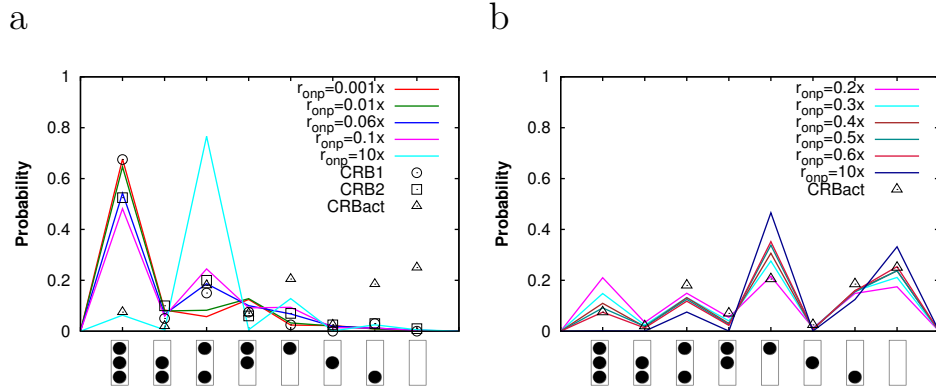 a
b
1
0.8
0.6
0.4
0.2
0
Probability
r_onp=0.001x
r_onp=0.01x
r_onp=0.06x
r_onp=0.1x
r_onp=10x
CRB1
CRB2
CRBact
1
0.8
0.6
0.4
0.2
0
Probability
r_onp=0.2x
r_onp=0.3x
r_onp=0.4x
r_onp=0.5x
r_onp=0.6x
r_onp=10x
CRBact